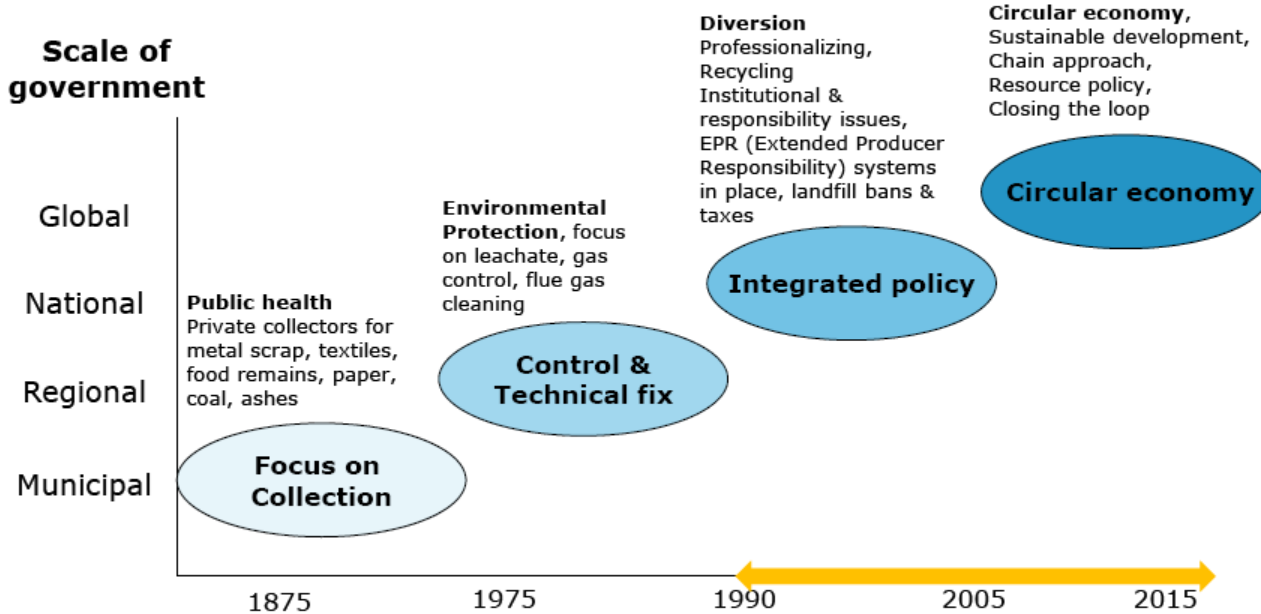 Scale of
government
Global
National
Regional
Municipal
Public health
Private collectors for
metal scrap, textiles,
food remains, paper,
coal, ashes
Focus on
Collection
Environmental
Protection, focus
on leachate, gas
control, flue gas
cleaning
Control &
Technical fix
Diversion
Professionalizing,
Recycling
Institutional &
responsibility issues,
EPR (Extended Producer
Responsibility) systems
in place, landfill bans &
taxes
Integrated policy
Circular economy,
Sustainable development,
Chain approach,
Resource policy,
Closing the loop
Circular economy
1875
1975
1990
2005
2015